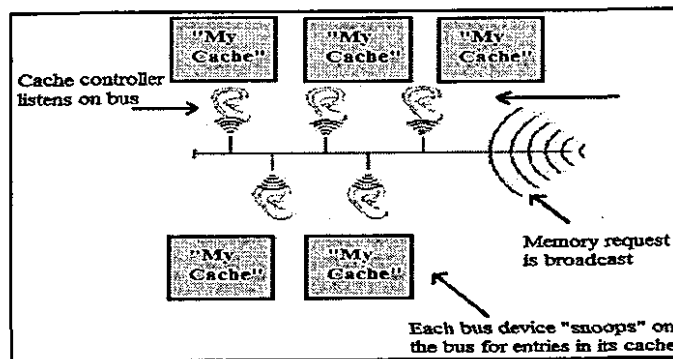 "My
Cache"
"My
Cache"
"My
Cache"
Cache controller
listens on bus
"My
Cache"
"My
Cache"
Memory request
is broadcast
Each bus device "snoops" on
the bus for entries in its cache